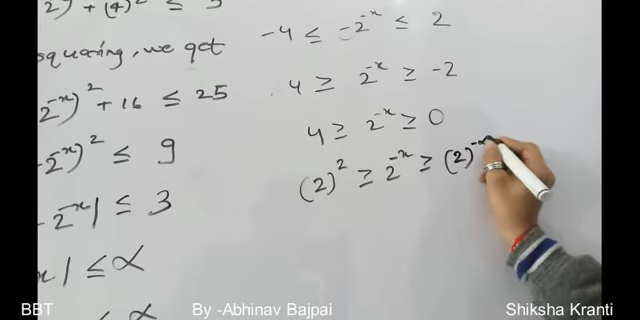 2) + (4)² ≤ 5
squaring, we get
2⁻ˣ)² + 16 ≤ 25
2⁻ˣ)² ≤ 9
- 2⁻ˣ| ≤ 3
x| ≤ α
≤ α
-4 ≤ -2⁻ˣ ≤ 2
4 ≥ 2⁻ˣ ≥ -2
4 ≥ 2⁻ˣ ≥ 0
(2)² ≥ 2⁻ˣ ≥ (2)⁻
BBT
By -Abhinav Bajpai
Shiksha Kranti